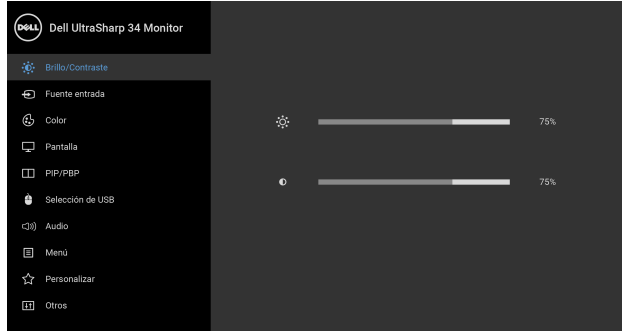 DELL
Dell UltraSharp 34 Monitor
Brillo/Contraste
Fuente entrada
Color
Pantalla
PIP/PBP
Selección de USB
Audio
Menú
Personalizar
Otros
75%
75%